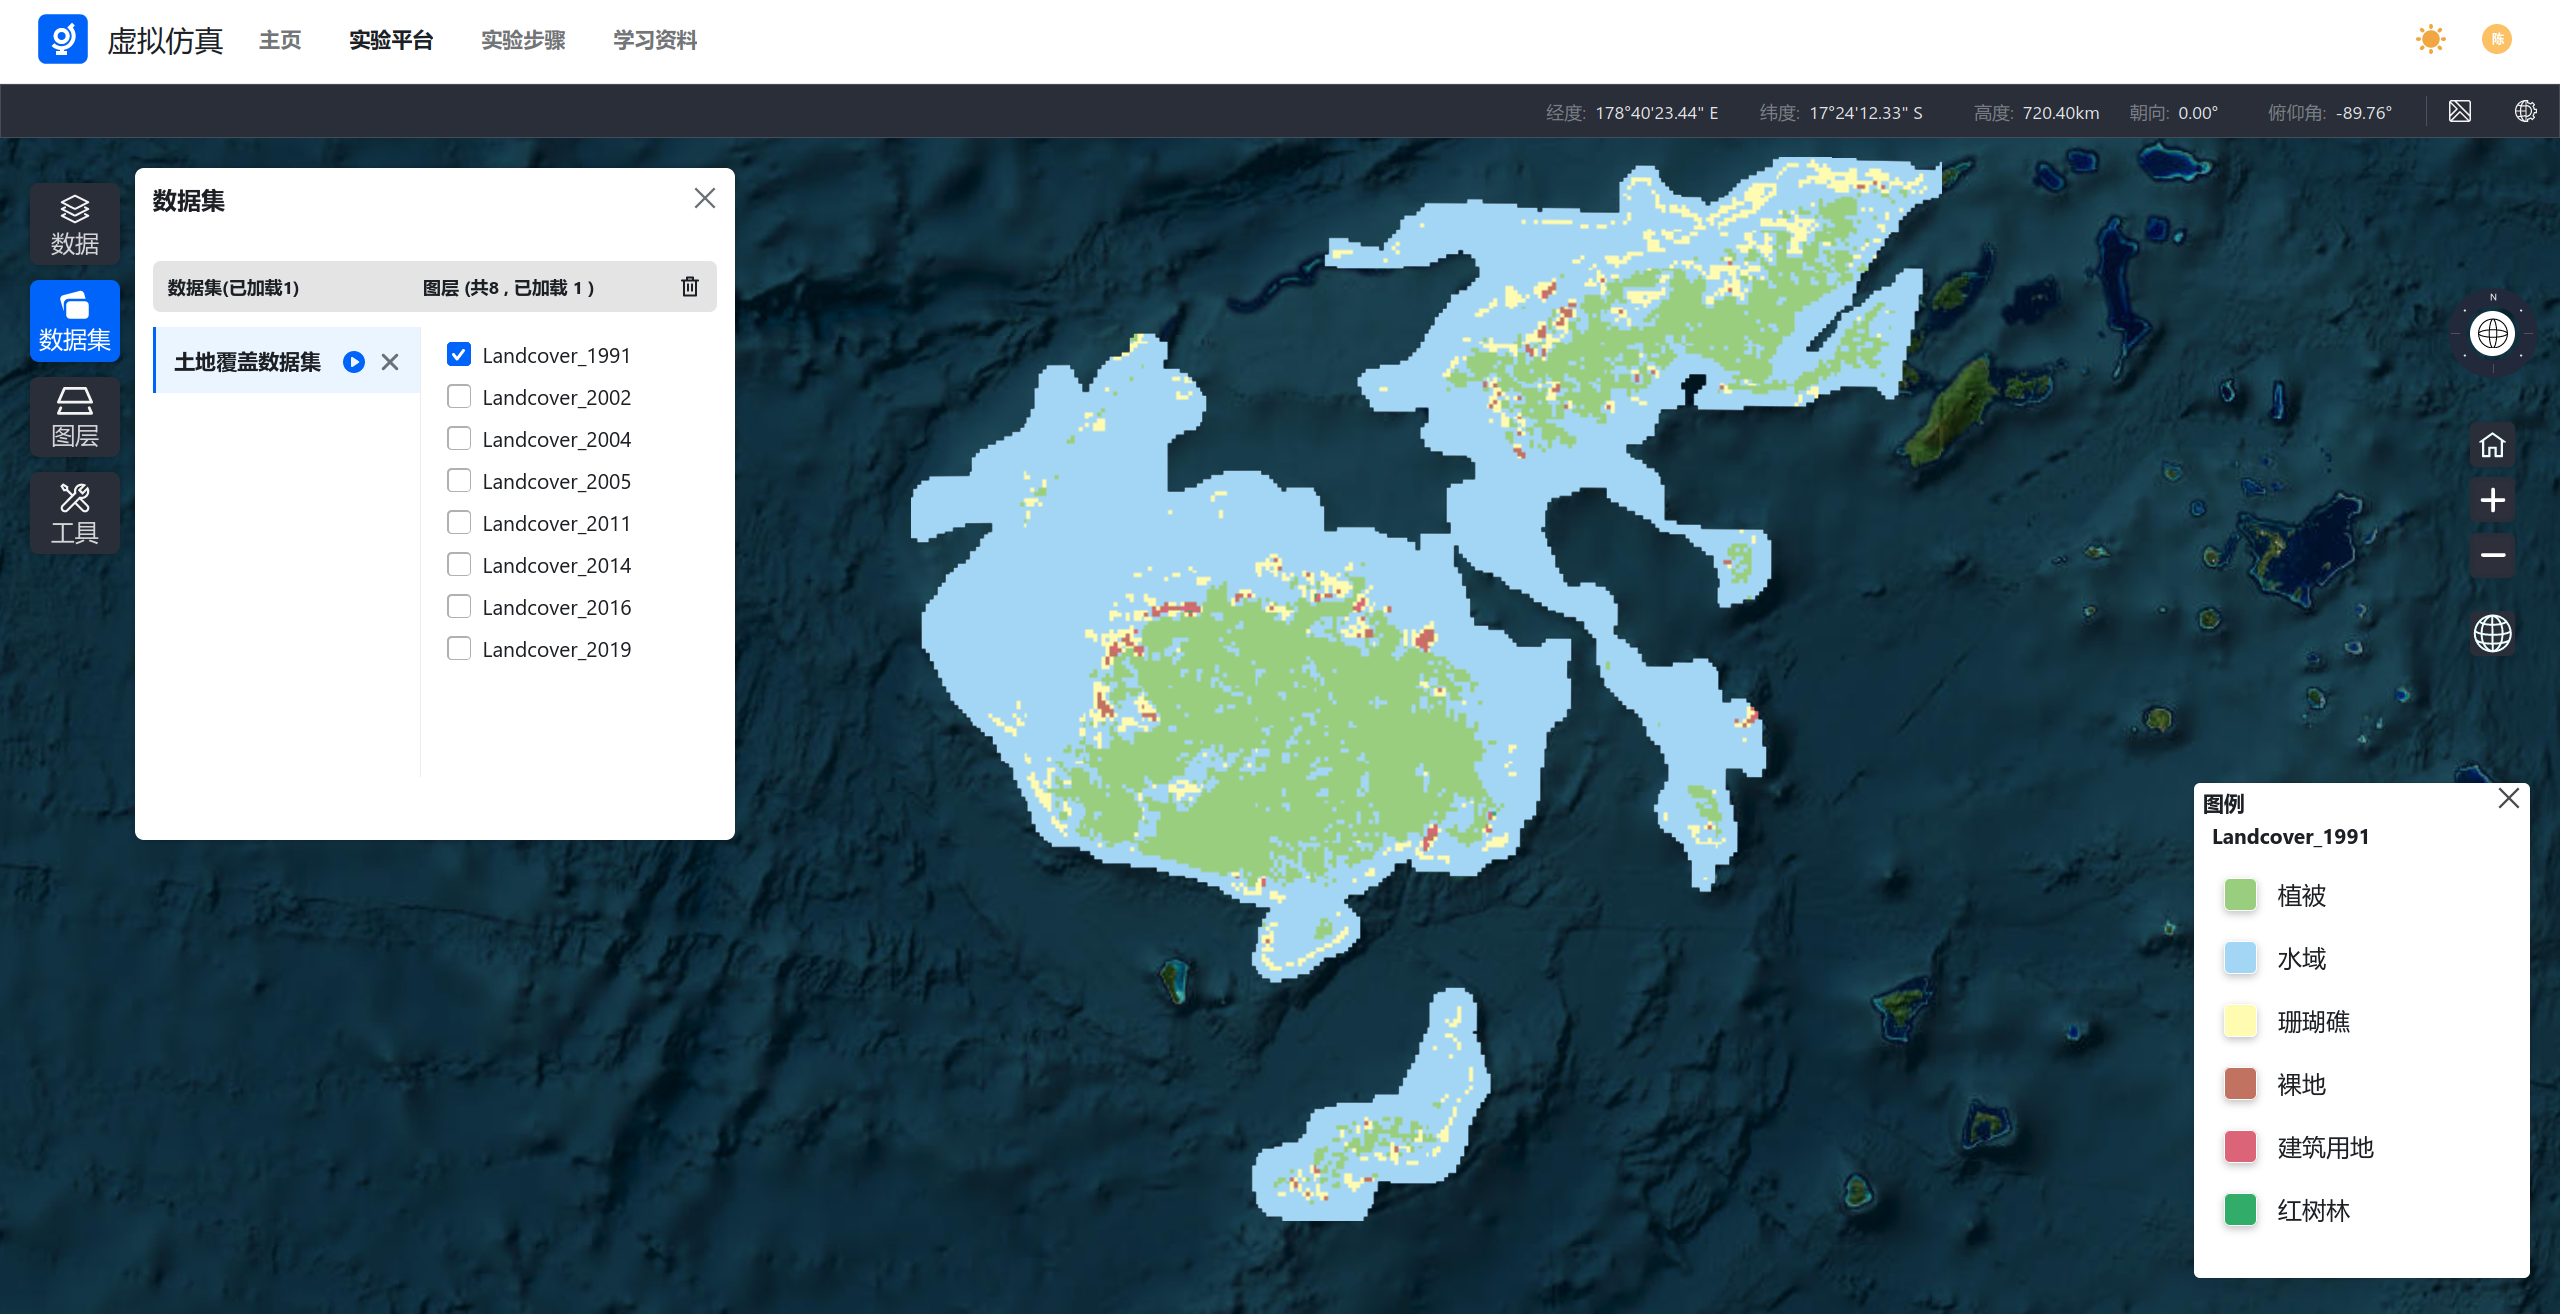 虚拟仿真 主页 实验平台 实验步骤 学习资料 陈
经度: 178°40'23.44" E 纬度: 17°24'12.33" S 高度: 720.40km 朝向: 0.00° 俯仰角: -89.76°
数据
数据集
图层
工具
数据集
数据集(已加载1) 图层 (共8 , 已加载 1 )
土地覆盖数据集
Landcover_1991
Landcover_2002
Landcover_2004
Landcover_2005
Landcover_2011
Landcover_2014
Landcover_2016
Landcover_2019
N
图例
Landcover_1991
植被
水域
珊瑚礁
裸地
建筑用地
红树林